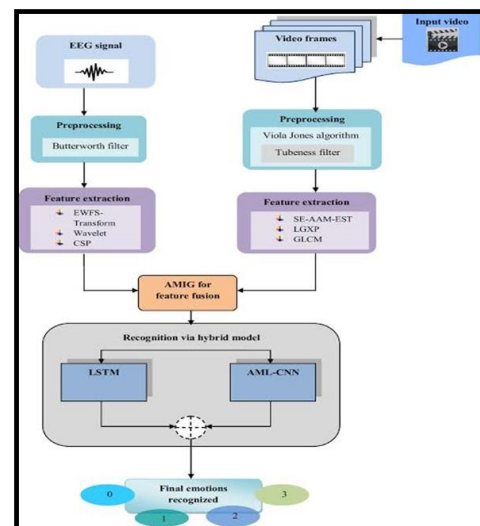 Input video
EEG signal
Video frames
Preprocessing
Butterworth filter
Preprocessing
Viola Jones algorithm
Tubeness filter
Feature extraction
EWFS-
Transform
Wavelet
CSP
Feature extraction
SE-AAM-EST
LGXP
GLCM
AMIG for
feature fusion
Recognition via hybrid model
LSTM
AML-CNN
Final emotions
recognized
0
1
2
3